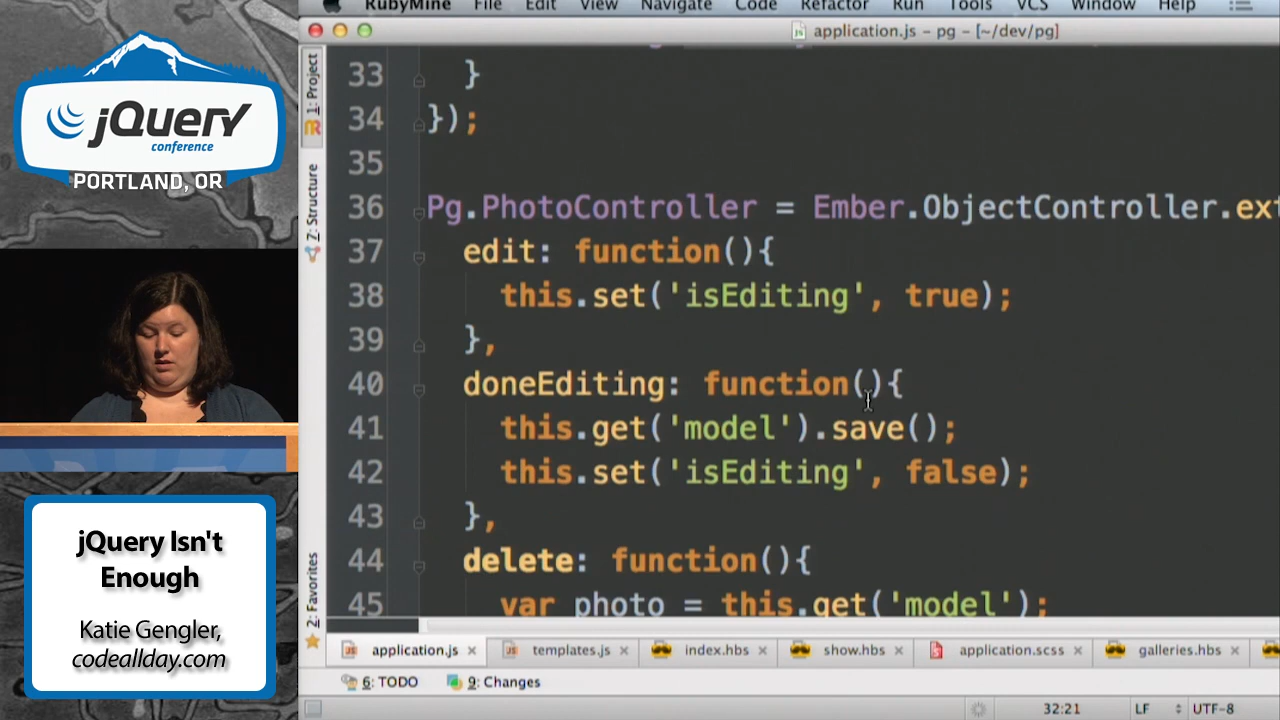 jQuery
conference
PORTLAND, OR
jQuery Isn't
Enough
Katie Gengler,
codeallday.com
RubyMine File Edit View Navigate Code Refactor Run Tools VCS Window Help
application.js – pg – [~/dev/pg]
1: Project
7: Structure
2: Favorites
33 }
34 });
35
36 Pg.PhotoController = Ember.ObjectController.ext
37 edit: function(){
38 this.set('isEditing', true);
39 },
40 doneEditing: function(){
41 this.get('model').save();
42 this.set('isEditing', false);
43 },
44 delete: function(){
45 var photo = this.get('model');
application.js templates.js index.hbs show.hbs application.scss galleries.hbs
6: TODO 9: Changes
32:21 LF UTF-8